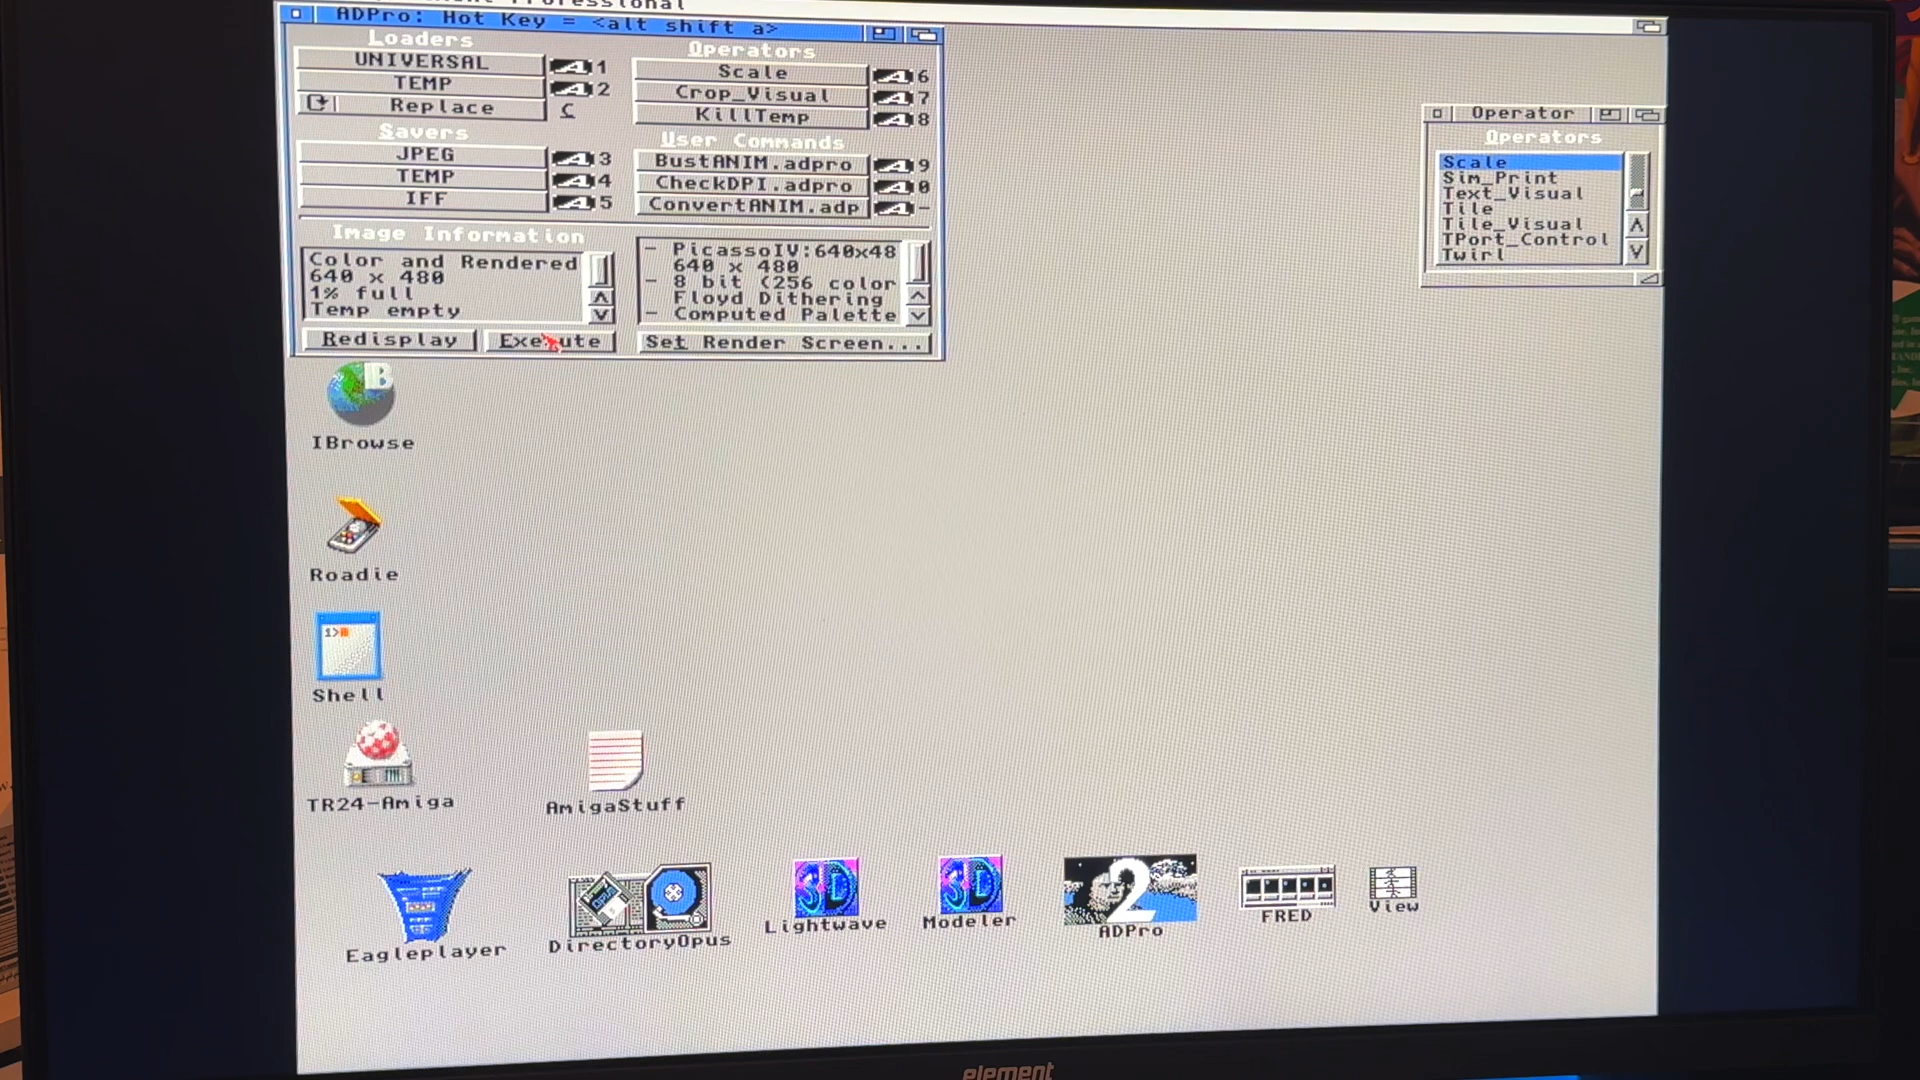 ADPro: Hot Key = <alt shift a>
Loaders
UNIVERSAL 1
TEMP 2
Replace C
Savers
JPEG 3
TEMP 4
IFF 5
Operators
Scale 6
Crop_Visual 7
KillTemp 8
User Commands
BustANIM.adpro 9
CheckDPI.adpro 0
ConvertANIM.adp -
Image Information
Color and Rendered
640 x 480
1% full
Temp empty
- PicassoIV:640x48
640 x 480
- 8 bit (256 color
Floyd Dithering
- Computed Palette
Redisplay
Execute
Set Render Screen...
Operator
Operators
Scale
Sim_Print
Text_Visual
Tile
Tile_Visual
TPort_Control
Twirl
IBrowse
Roadie
1>
Shell
TR24-Amiga
AmigaStuff
Eagleplayer
DirectoryOpus
3D
Lightwave
3D
Modeler
2
ADPro
FRED
View
element